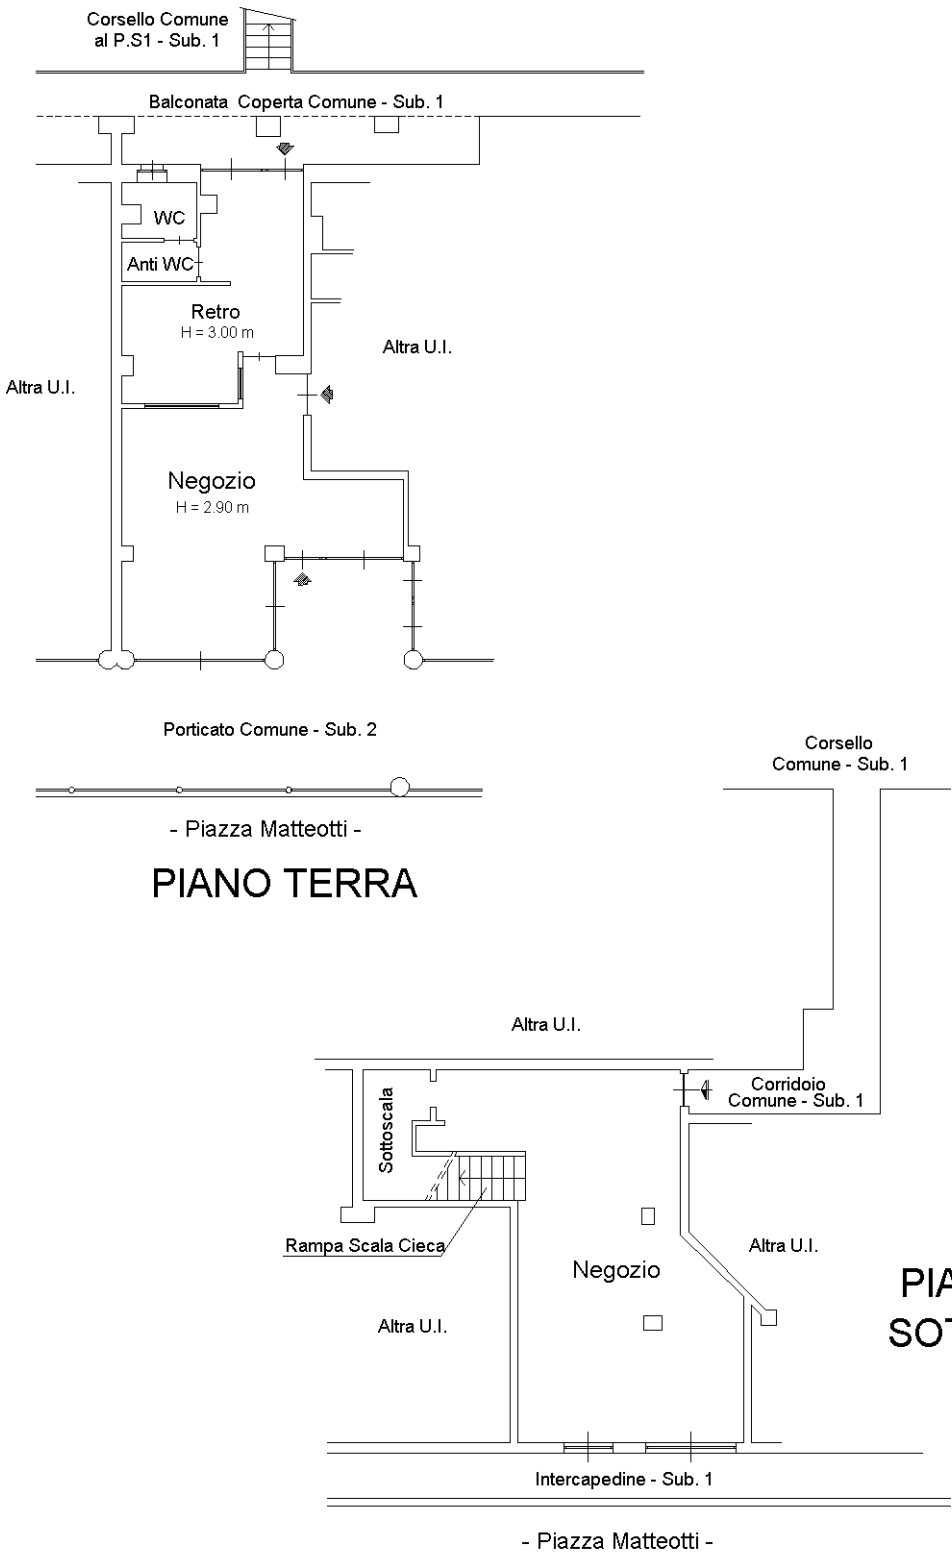 Corsello Comune
al P.S1 - Sub. 1
Balconata Coperta Comune - Sub. 1
WC
Anti WC
Retro
H = 3.00 m
Altra U.I.
Altra U.I.
Negozio
H = 2.90 m
Porticato Comune - Sub. 2
- Piazza Matteotti -
PIANO TERRA
Corsello
Comune - Sub. 1
Altra U.I.
Corridoio
Comune - Sub. 1
Sottoscala
Rampa Scala Cieca
Altra U.I.
Negozio
Altra U.I.
PIA
SOT
Intercapedine - Sub. 1
- Piazza Matteotti -